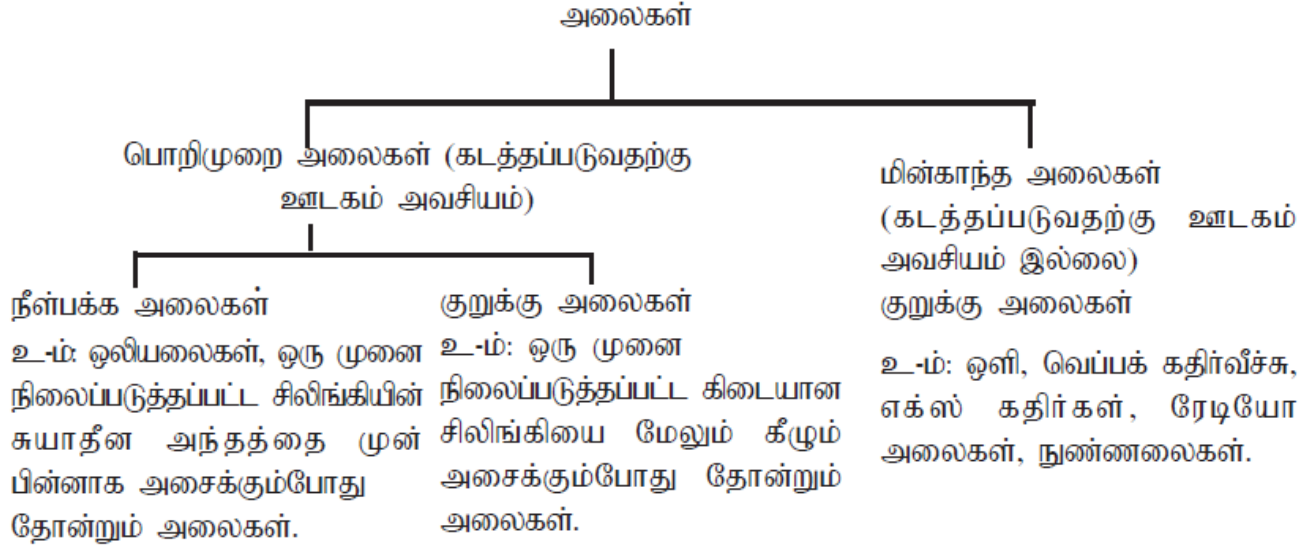 அலைகள்
பொறிமுறை அலைகள் (கடத்தப்படுவதற்கு
ஊடகம் அவசியம்)
மின்காந்த அலைகள்
(கடத்தப்படுவதற்கு ஊடகம்
அவசியம் இல்லை)
குறுக்கு அலைகள்
உ-ம்: ஒளி, வெப்பக் கதிர்வீச்சு,
எக்ஸ் கதிர்கள், ரேடியோ
அலைகள், நுண்ணலைகள்.
நீள்பக்க அலைகள்
உ-ம்: ஒலியலைகள், ஒரு முனை
நிலைப்படுத்தப்பட்ட சிலிங்கியின்
சுயாதீன அந்தத்தை முன்
பின்னாக அசைக்கும்போது
தோன்றும் அலைகள்.
குறுக்கு அலைகள்
உ-ம்: ஒரு முனை
நிலைப்படுத்தப்பட்ட கிடையான
சிலிங்கியை மேலும் கீழும்
அசைக்கும்போது தோன்றும்
அலைகள்.